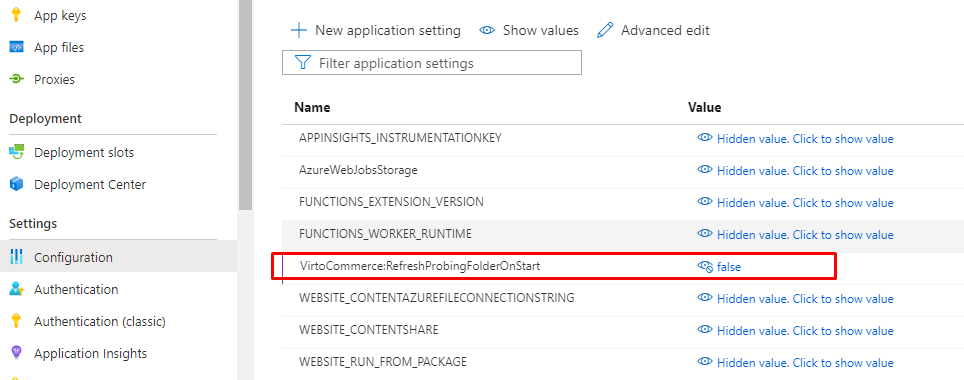 App keys
App files
Proxies
Deployment
Deployment slots
Deployment Center
Settings
Configuration
Authentication
Authentication (classic)
Application Insights
New application setting Show values Advanced edit
Filter application settings
Name Value
APPINSIGHTS_INSTRUMENTATIONKEY Hidden value. Click to show value
AzureWebJobsStorage Hidden value. Click to show value
FUNCTIONS_EXTENSION_VERSION Hidden value. Click to show value
FUNCTIONS_WORKER_RUNTIME Hidden value. Click to show value
VirtoCommerce:RefreshProbingFolderOnStart false
WEBSITE_CONTENTAZUREFILECONNECTIONSTRING Hidden value. Click to show value
WEBSITE_CONTENTSHARE Hidden value. Click to show value
WEBSITE_RUN_FROM_PACKAGE Hidden value. Click to show value